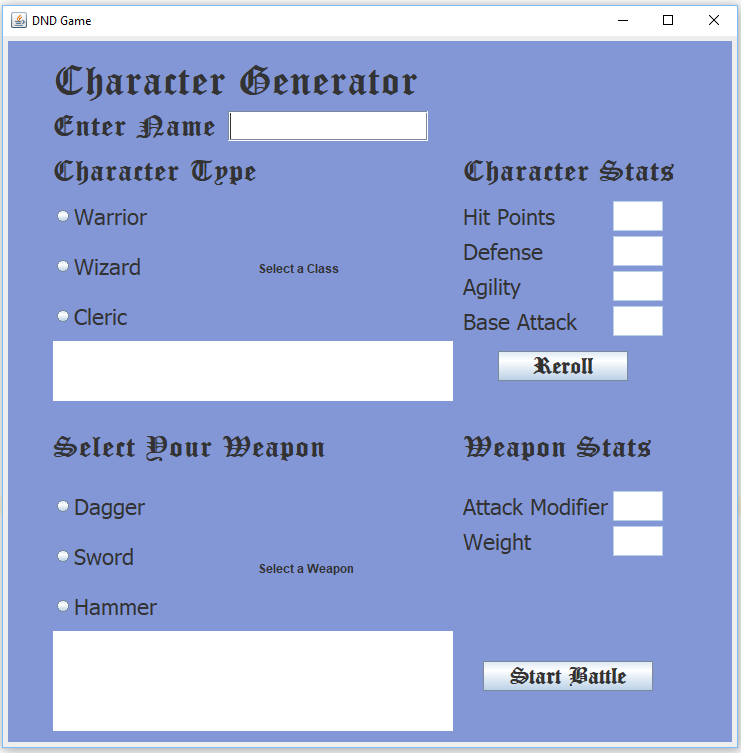 DND Game
Character Generator
Enter Name
Character Type
Character Stats
Warrior
Hit Points
Defense
Wizard
Select a Class
Agility
Cleric
Base Attack
Reroll
Select Your Weapon
Weapon Stats
Dagger
Attack Modifier
Sword
Weight
Select a Weapon
Hammer
Start Battle